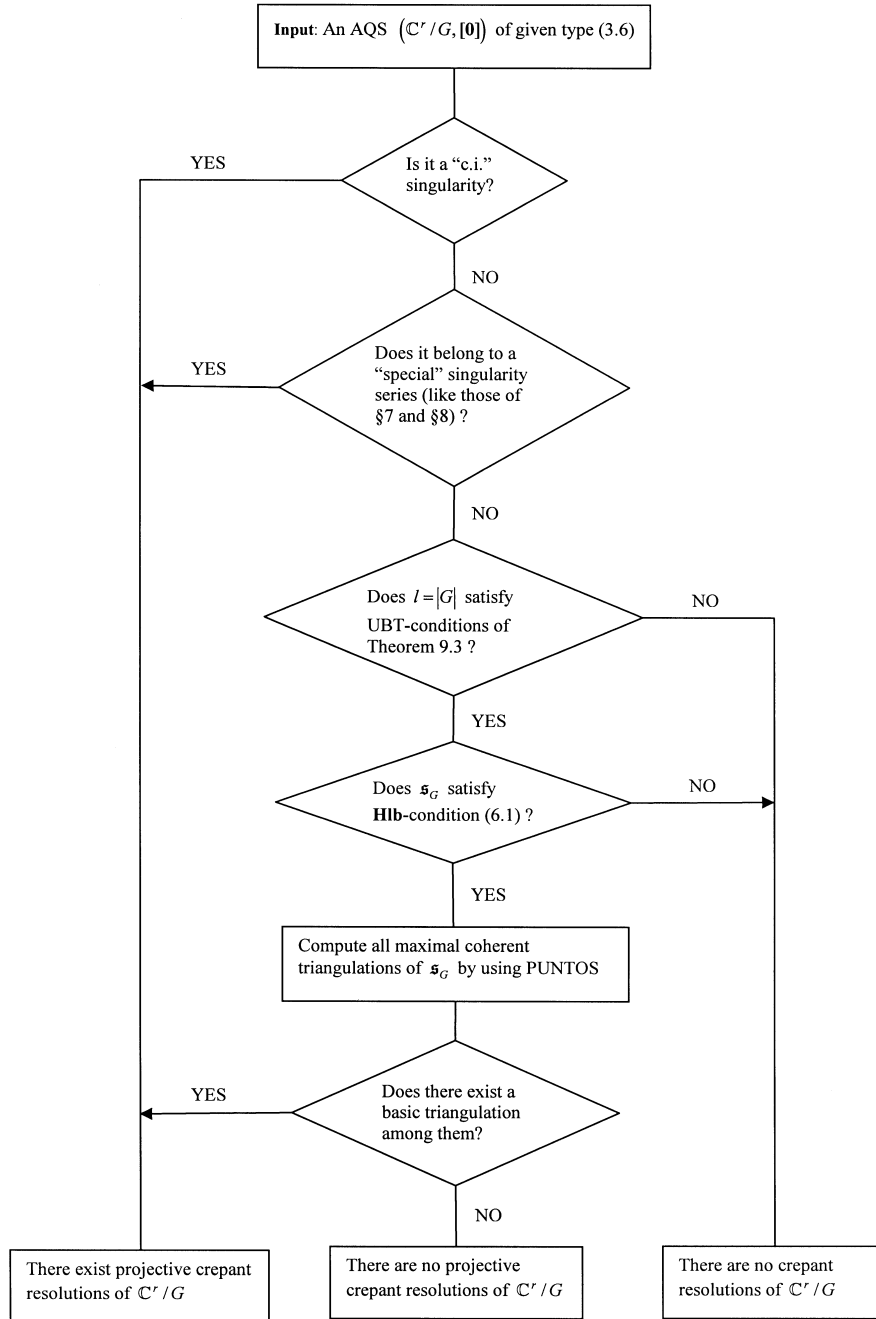 Input: An AQS (ℂʳ/G,[0]) of given type (3.6)
Is it a “c.i.”
singularity?
YES
NO
Does it belong to a
“special” singularity
series (like those of
§7 and §8) ?
YES
NO
Does l=|G| satisfy
UBT-conditions of
Theorem 9.3 ?
NO
YES
Does 𝔰_G satisfy
Hlb-condition (6.1) ?
NO
YES
Compute all maximal coherent
triangulations of 𝔰_G by using PUNTOS
Does there exist a
basic triangulation
among them?
YES
NO
There exist projective crepant
resolutions of ℂʳ/G
There are no projective
crepant resolutions of ℂʳ/G
There are no crepant
resolutions of ℂʳ/G